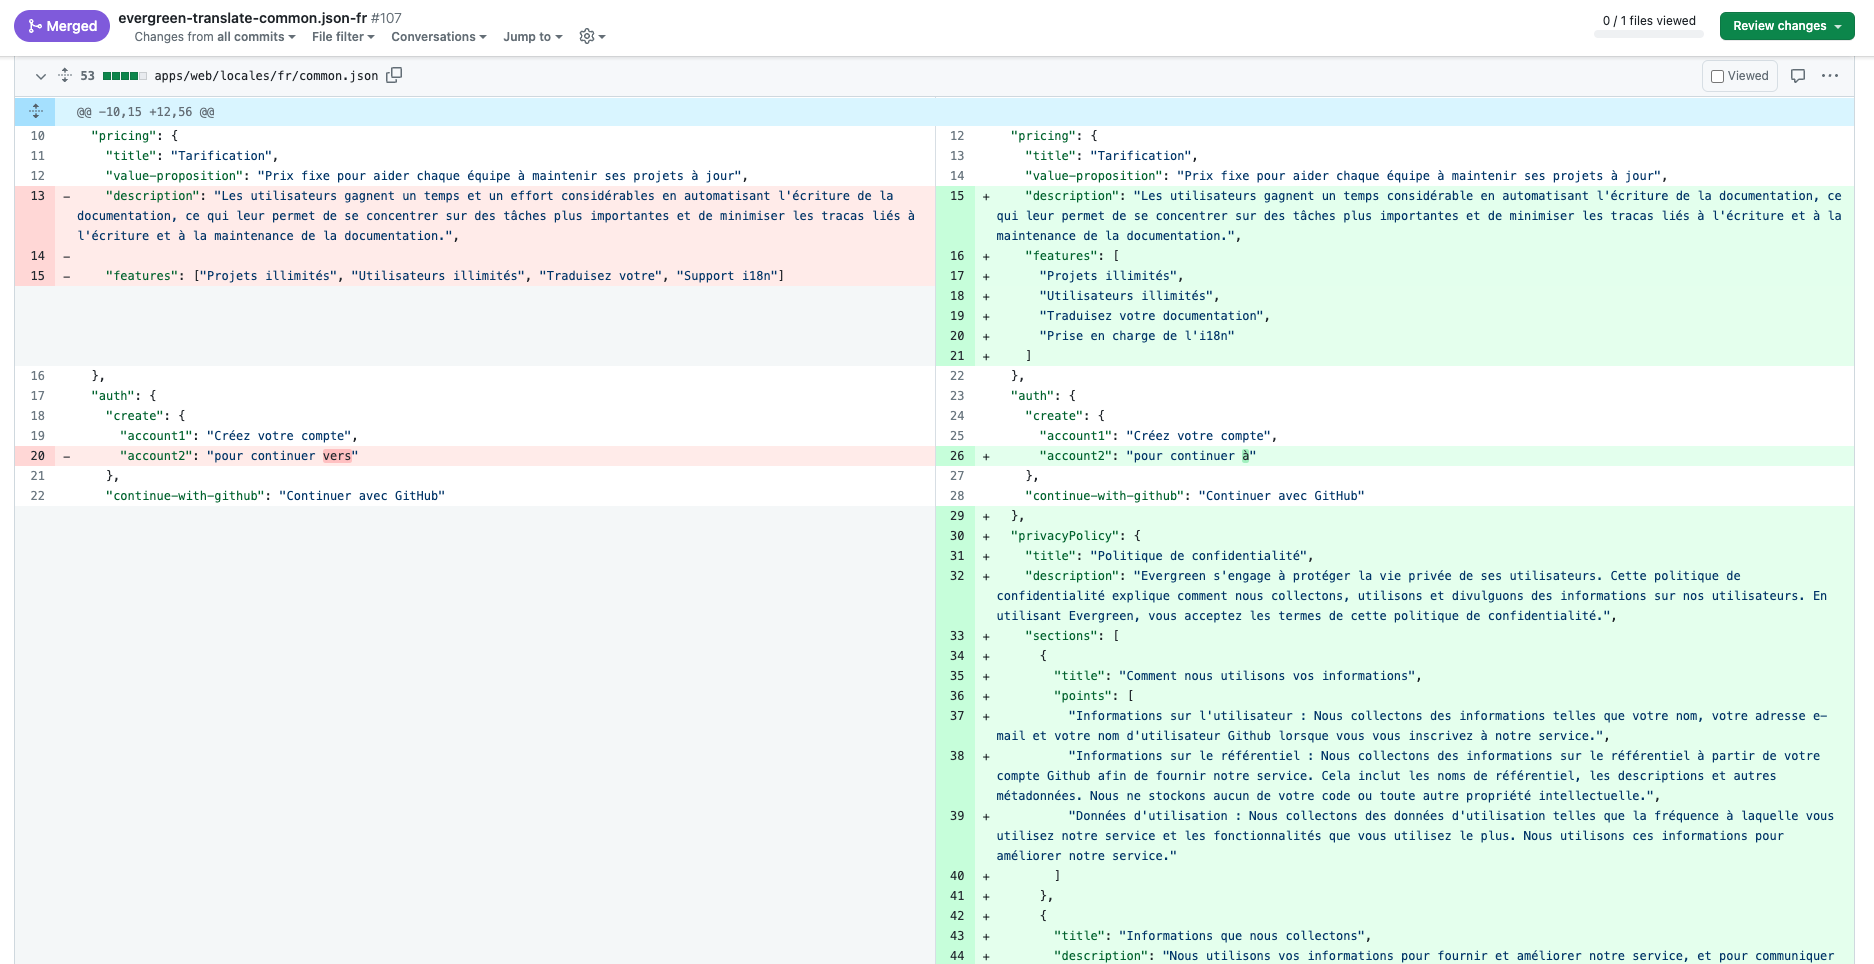 Merged
evergreen-translate-common.json-fr #107
Changes from all commits File filter Conversations Jump to
0 / 1 files viewed
Review changes
53 apps/web/locales/fr/common.json
Viewed
@@ -10,15 +12,56 @@
10 "pricing": {
11 "title": "Tarification",
12 "value-proposition": "Prix fixe pour aider chaque équipe à maintenir ses projets à jour",
13 - "description": "Les utilisateurs gagnent un temps et un effort considérables en automatisant l'écriture de la
documentation, ce qui leur permet de se concentrer sur des tâches plus importantes et de minimiser les tracas liés à
l'écriture et à la maintenance de la documentation.",
14 -
15 - "features": ["Projets illimités", "Utilisateurs illimités", "Traduisez votre", "Support i18n"]
16 },
17 "auth": {
18 "create": {
19 "account1": "Créez votre compte",
20 - "account2": "pour continuer vers"
21 },
22 "continue-with-github": "Continuer avec GitHub"
12 "pricing": {
13 "title": "Tarification",
14 "value-proposition": "Prix fixe pour aider chaque équipe à maintenir ses projets à jour",
15 + "description": "Les utilisateurs gagnent un temps considérable en automatisant l'écriture de la documentation, ce
qui leur permet de se concentrer sur des tâches plus importantes et de minimiser les tracas liés à l'écriture et à la
maintenance de la documentation.",
16 + "features": [
17 + "Projets illimités",
18 + "Utilisateurs illimités",
19 + "Traduisez votre documentation",
20 + "Prise en charge de l'i18n"
21 + ]
22 },
23 "auth": {
24 "create": {
25 "account1": "Créez votre compte",
26 + "account2": "pour continuer à"
27 },
28 "continue-with-github": "Continuer avec GitHub"
29 + },
30 + "privacyPolicy": {
31 + "title": "Politique de confidentialité",
32 + "description": "Evergreen s'engage à protéger la vie privée de ses utilisateurs. Cette politique de
confidentialité explique comment nous collectons, utilisons et divulguons des informations sur nos utilisateurs. En
utilisant Evergreen, vous acceptez les termes de cette politique de confidentialité.",
33 + "sections": [
34 + {
35 + "title": "Comment nous utilisons vos informations",
36 + "points": [
37 + "Informations sur l'utilisateur : Nous collectons des informations telles que votre nom, votre adresse e-
mail et votre nom d'utilisateur Github lorsque vous vous inscrivez à notre service.",
38 + "Informations sur le référentiel : Nous collectons des informations sur le référentiel à partir de votre
compte Github afin de fournir notre service. Cela inclut les noms de référentiel, les descriptions et autres
métadonnées. Nous ne stockons aucun de votre code ou toute autre propriété intellectuelle.",
39 + "Données d'utilisation : Nous collectons des données d'utilisation telles que la fréquence à laquelle vous
utilisez notre service et les fonctionnalités que vous utilisez le plus. Nous utilisons ces informations pour
améliorer notre service."
40 + ]
41 + },
42 + {
43 + "title": "Informations que nous collectons",
44 + "description": "Nous utilisons vos informations pour fournir et améliorer notre service, et pour communiquer